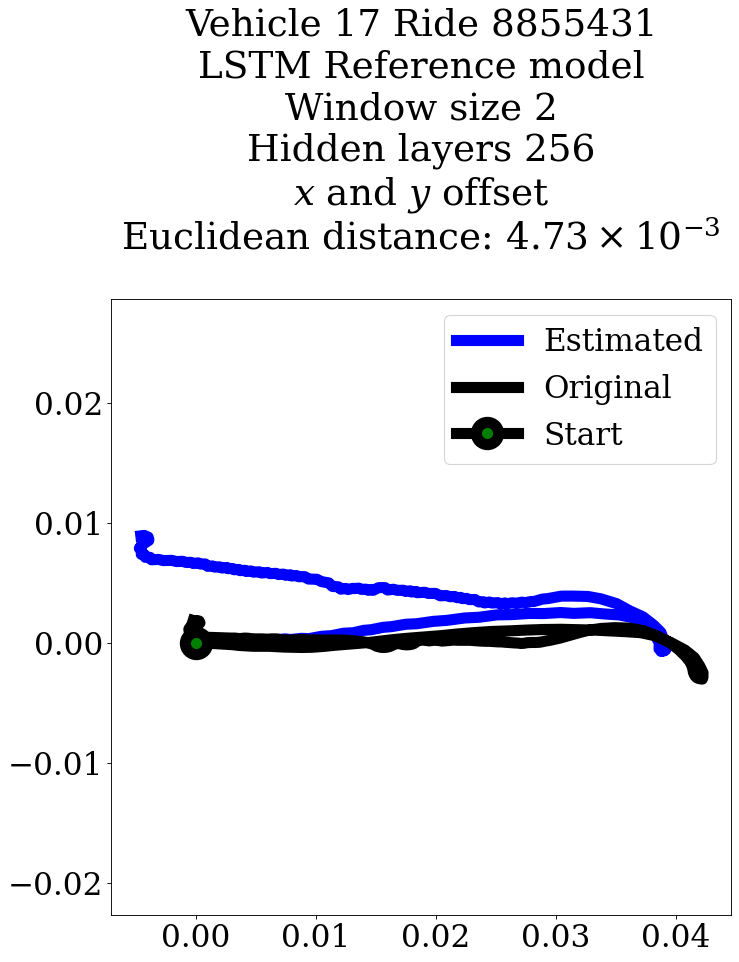 Vehicle 17 Ride 8855431
LSTM Reference model
Window size 2
Hidden layers 256
x and y offset
Euclidean distance: 4.73 × 10⁻³
Estimated
Original
Start
0.02
0.01
0.00
−0.01
−0.02
0.00 0.01 0.02 0.03 0.04